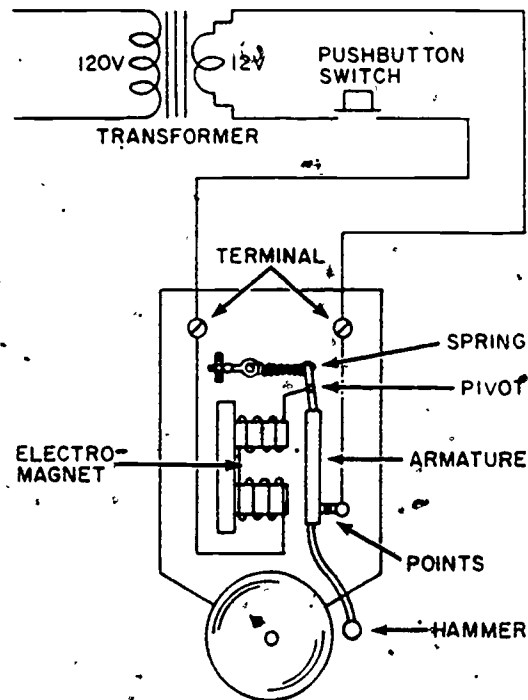 120V
12V
PUSHBUTTON
SWITCH
TRANSFORMER
TERMINAL
SPRING
PIVOT
ELECTRO-
MAGNET
ARMATURE
POINTS
HAMMER